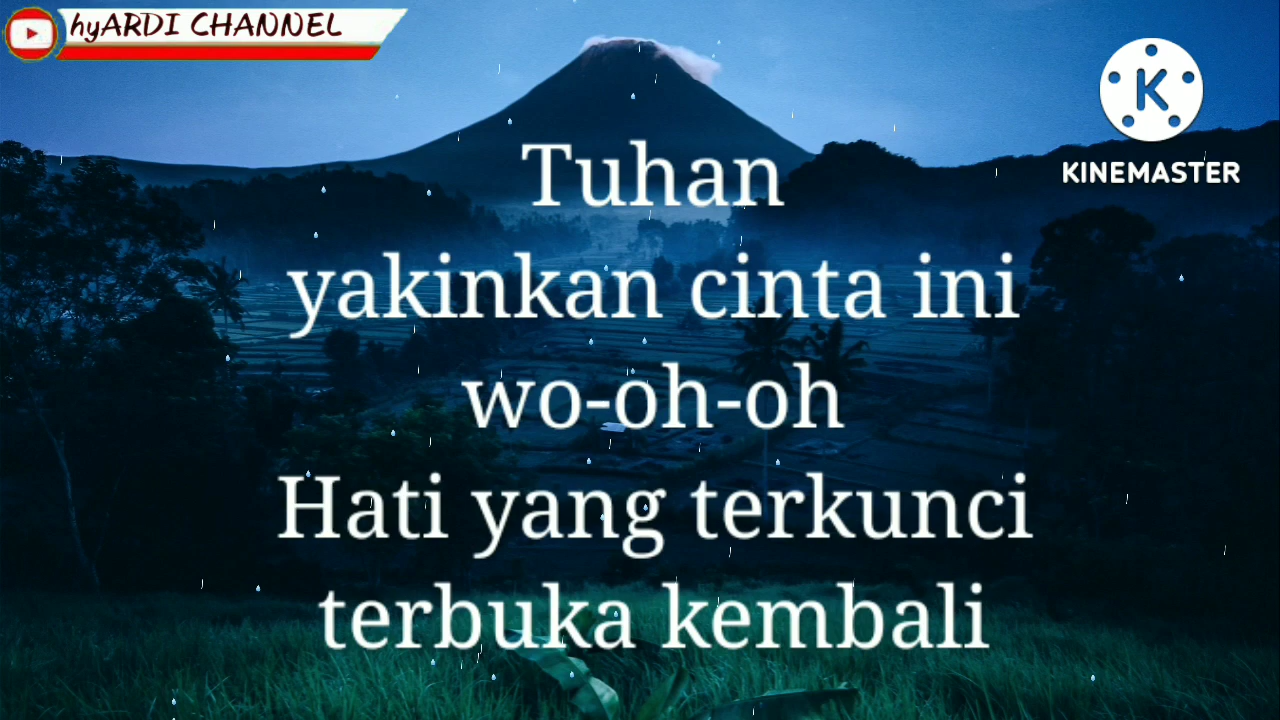 hyARDI CHANNEL
KINEMASTER
Tuhan
yakinkan cinta ini
wo-oh-oh
Hati yang terkunci
terbuka kembali